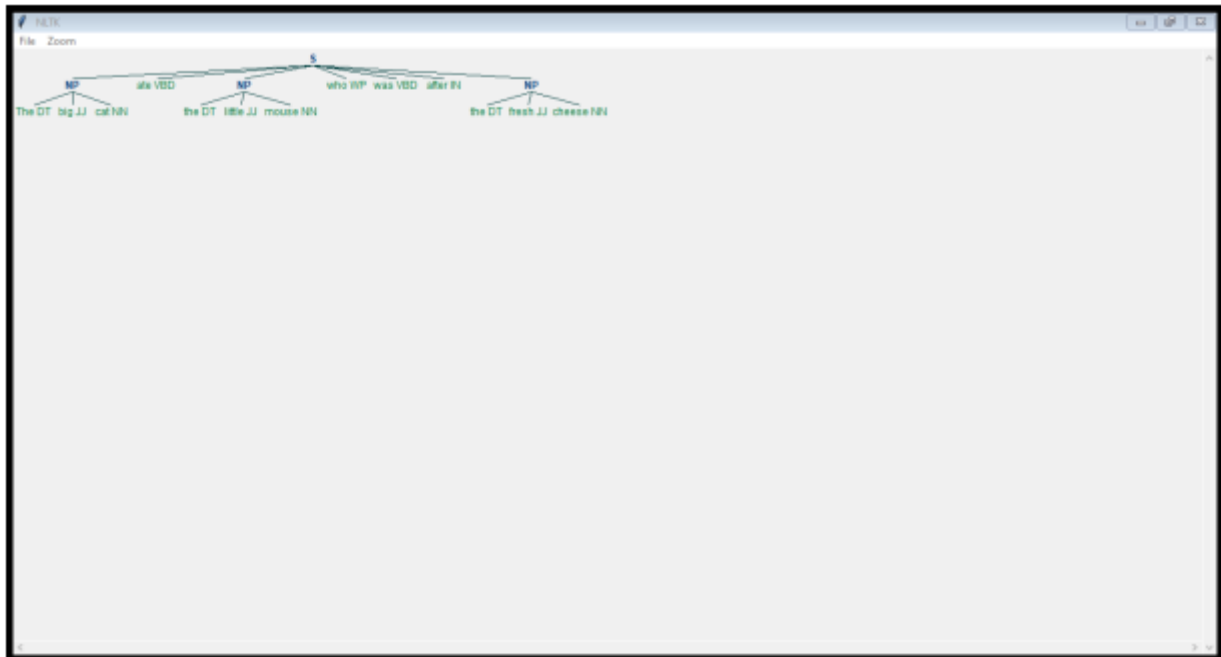 NLTK
File Zoom
S
NP ate VBD NP who WP was VBD after IN NP
The DT big JJ cat NN the DT little JJ mouse NN the DT fresh JJ cheese NN